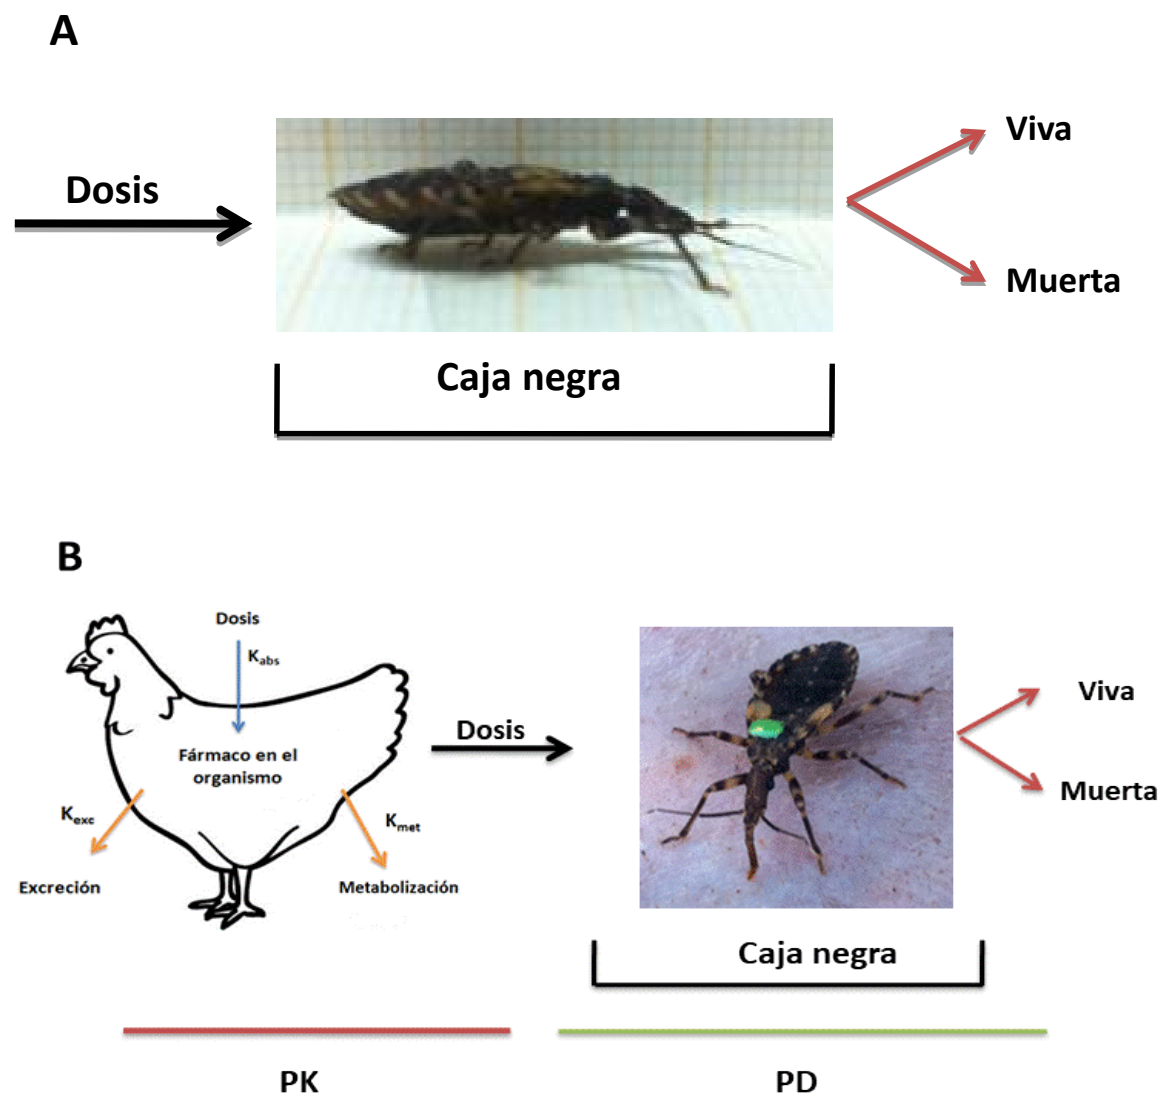 A
Dosis
Viva
Muerta
Caja negra
B
Dosis
Kabs
Fármaco en el
organismo
Kexc
Kmet
Excreción
Metabolización
Dosis
Viva
Muerta
Caja negra
PK
PD